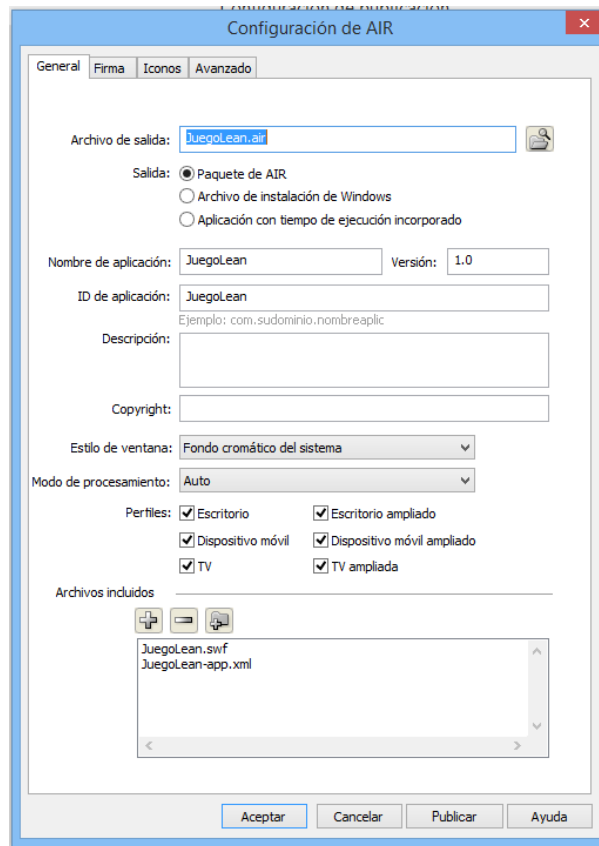 Configuración de publicación
Configuración de AIR
General Firma Iconos Avanzado
Archivo de salida: JuegoLean.air
Salida: Paquete de AIR
Archivo de instalación de Windows
Aplicación con tiempo de ejecución incorporado
Nombre de aplicación: JuegoLean Versión: 1.0
ID de aplicación: JuegoLean
Ejemplo: com.sudominio.nombreaplic
Descripción:
Copyright:
Estilo de ventana: Fondo cromático del sistema
Modo de procesamiento: Auto
Perfiles: Escritorio Escritorio ampliado
Dispositivo móvil Dispositivo móvil ampliado
TV TV ampliada
Archivos incluidos
JuegoLean.swf
JuegoLean-app.xml
Aceptar Cancelar Publicar Ayuda